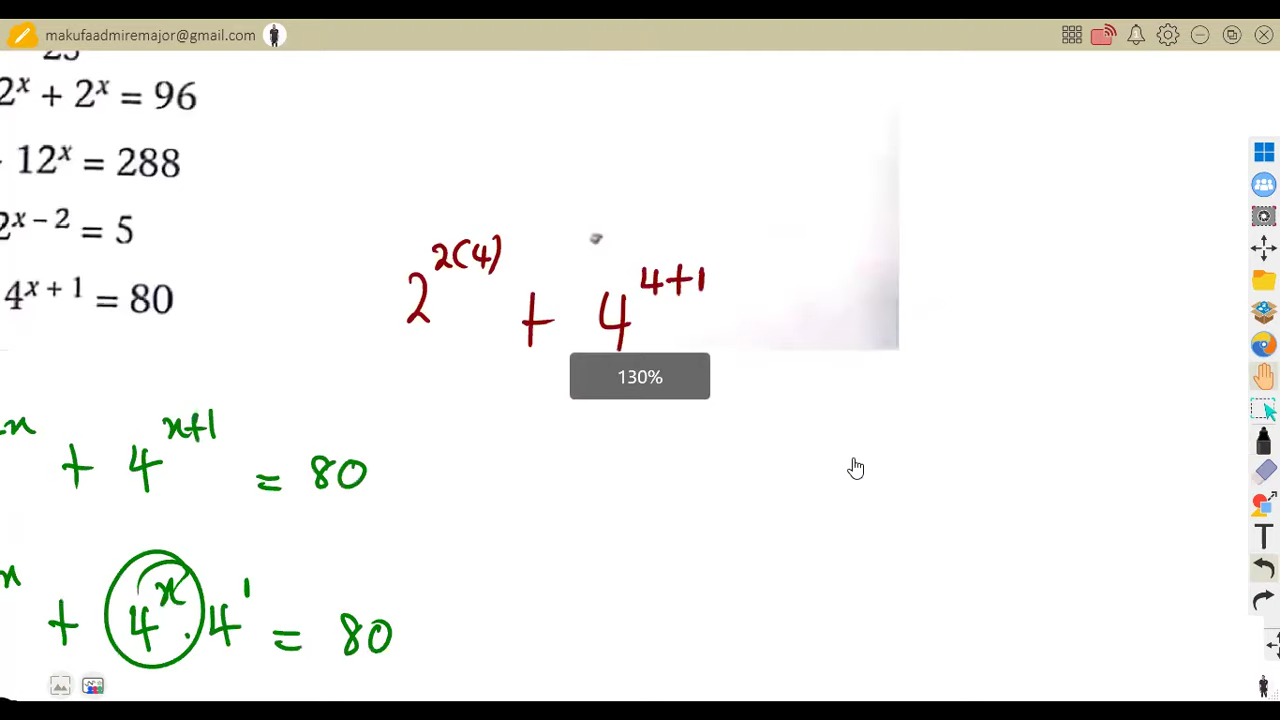 makufaadmiremajor@gmail.com
2ˣ + 2ˣ = 96
12ˣ = 288
2ˣ⁻² = 5
4ˣ⁺¹ = 80
2²⁽⁴⁾ + 4⁴⁺¹
130%
x + 4ˣ⁺¹ = 80
x + 4ˣ · 4¹ = 80
T